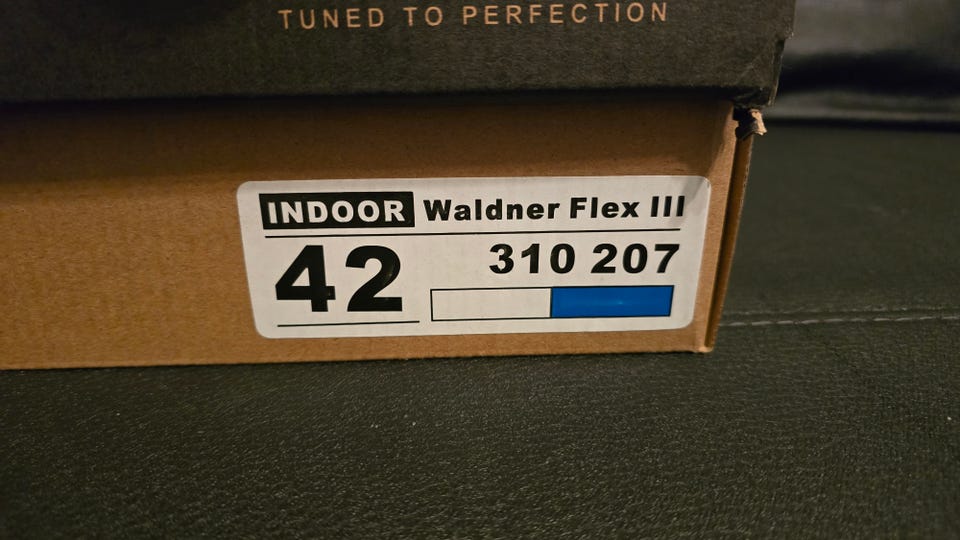 TUNED TO PERFECTION
INDOOR Waldner Flex III
42 310 207